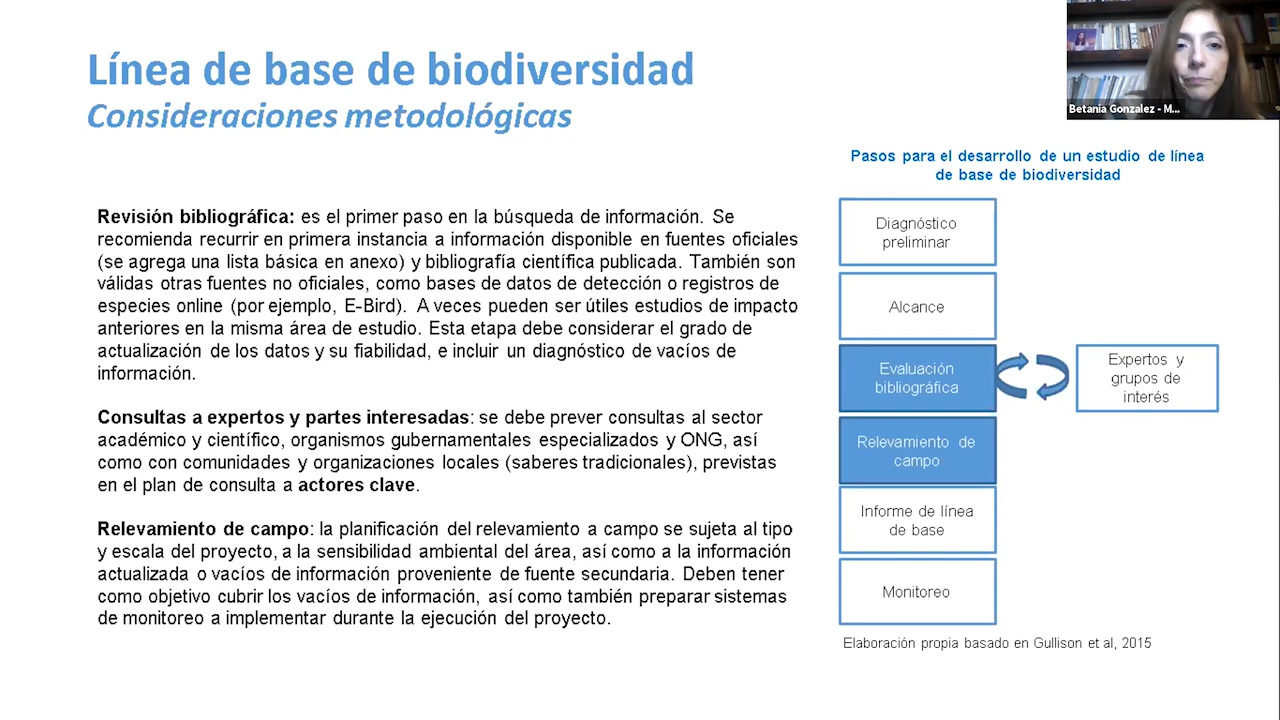 Línea de base de biodiversidad
Consideraciones metodológicas
Betania Gonzalez - M...
Revisión bibliográfica: es el primer paso en la búsqueda de información. Se
recomienda recurrir en primera instancia a información disponible en fuentes oficiales
(se agrega una lista básica en anexo) y bibliografía científica publicada. También son
válidas otras fuentes no oficiales, como bases de datos de detección o registros de
especies online (por ejemplo, E-Bird). A veces pueden ser útiles estudios de impacto
anteriores en la misma área de estudio. Esta etapa debe considerar el grado de
actualización de los datos y su fiabilidad, e incluir un diagnóstico de vacíos de
información.
Consultas a expertos y partes interesadas: se debe prever consultas al sector
académico y científico, organismos gubernamentales especializados y ONG, así
como con comunidades y organizaciones locales (saberes tradicionales), previstas
en el plan de consulta a actores clave.
Relevamiento de campo: la planificación del relevamiento a campo se sujeta al tipo
y escala del proyecto, a la sensibilidad ambiental del área, así como a la información
actualizada o vacíos de información proveniente de fuente secundaria. Deben tener
como objetivo cubrir los vacíos de información, así como también preparar sistemas
de monitoreo a implementar durante la ejecución del proyecto.
Pasos para el desarrollo de un estudio de línea
de base de biodiversidad
Diagnóstico
preliminar
Alcance
Evaluación
bibliográfica
Expertos y
grupos de
interés
Relevamiento de
campo
Informe de línea
de base
Monitoreo
Elaboración propia basado en Gullison et al, 2015